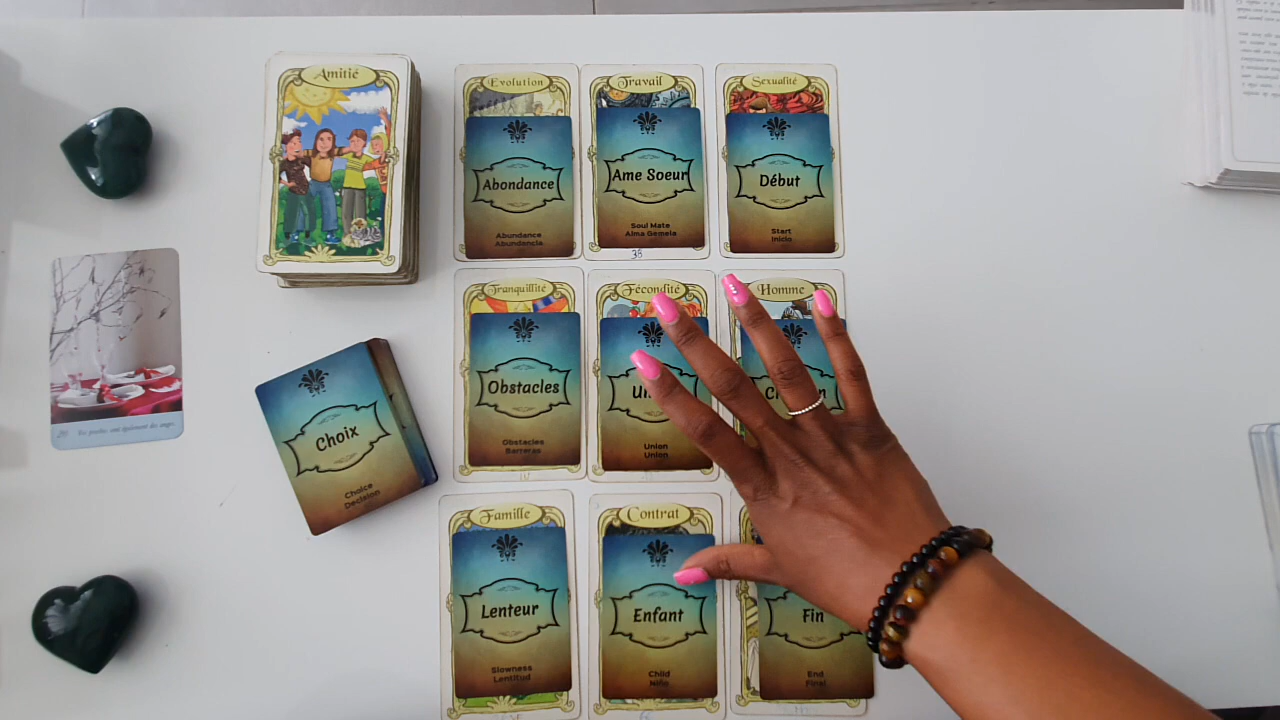 Amitié
Evolution
Abondance
Abundance
Abundancia
Travail
Ame Soeur
Soul Mate
Alma Gemela
38
Sexualité
Début
Start
Inicio
Choix
Choice
Decision
Tranquillité
Obstacles
Obstacles
Barreras
Fécondité
Union
Union
Homme
Famille
Lenteur
Slowness
Lentitud
Contrat
Enfant
Child
Niño
Fin
End
Final